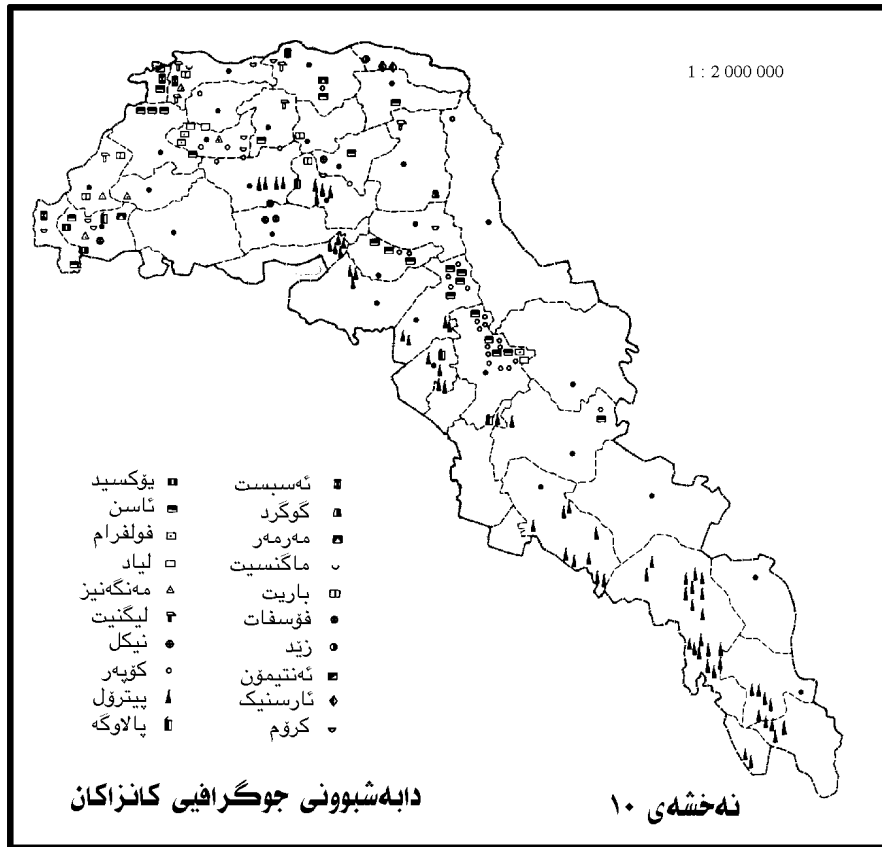 1 : 2 000 000
ئەسبست
گوگرد
مەرمەر
ماگنسیت
باریت
فۆسفات
زێد
ئەنتیمۆن
ئارسنیک
کرۆم
یۆکسید
ئاسن
فولفرام
لیاد
مەنگەنیز
لیگنیت
نیکل
کۆپەر
پیترۆل
پالاوگە
نەخشەی ١٠
دابەشبوونی جوگرافیی کانزاکان